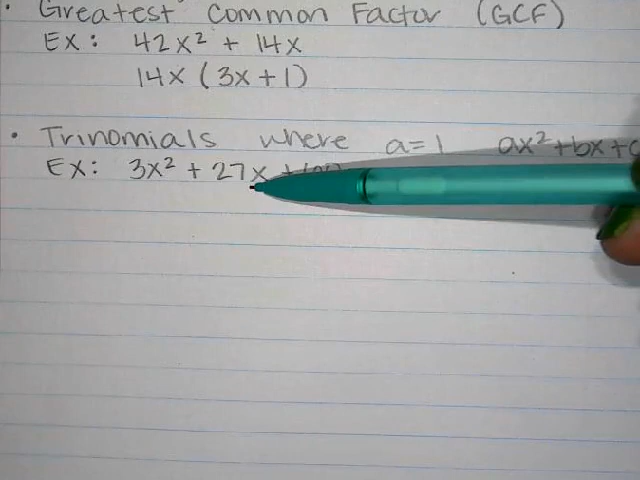 • Greatest Common Factor (GCF)
Ex: 42x² + 14x
14x (3x+1)
• Trinomials where a=1 ax²+bx+c
Ex: 3x² + 27x +